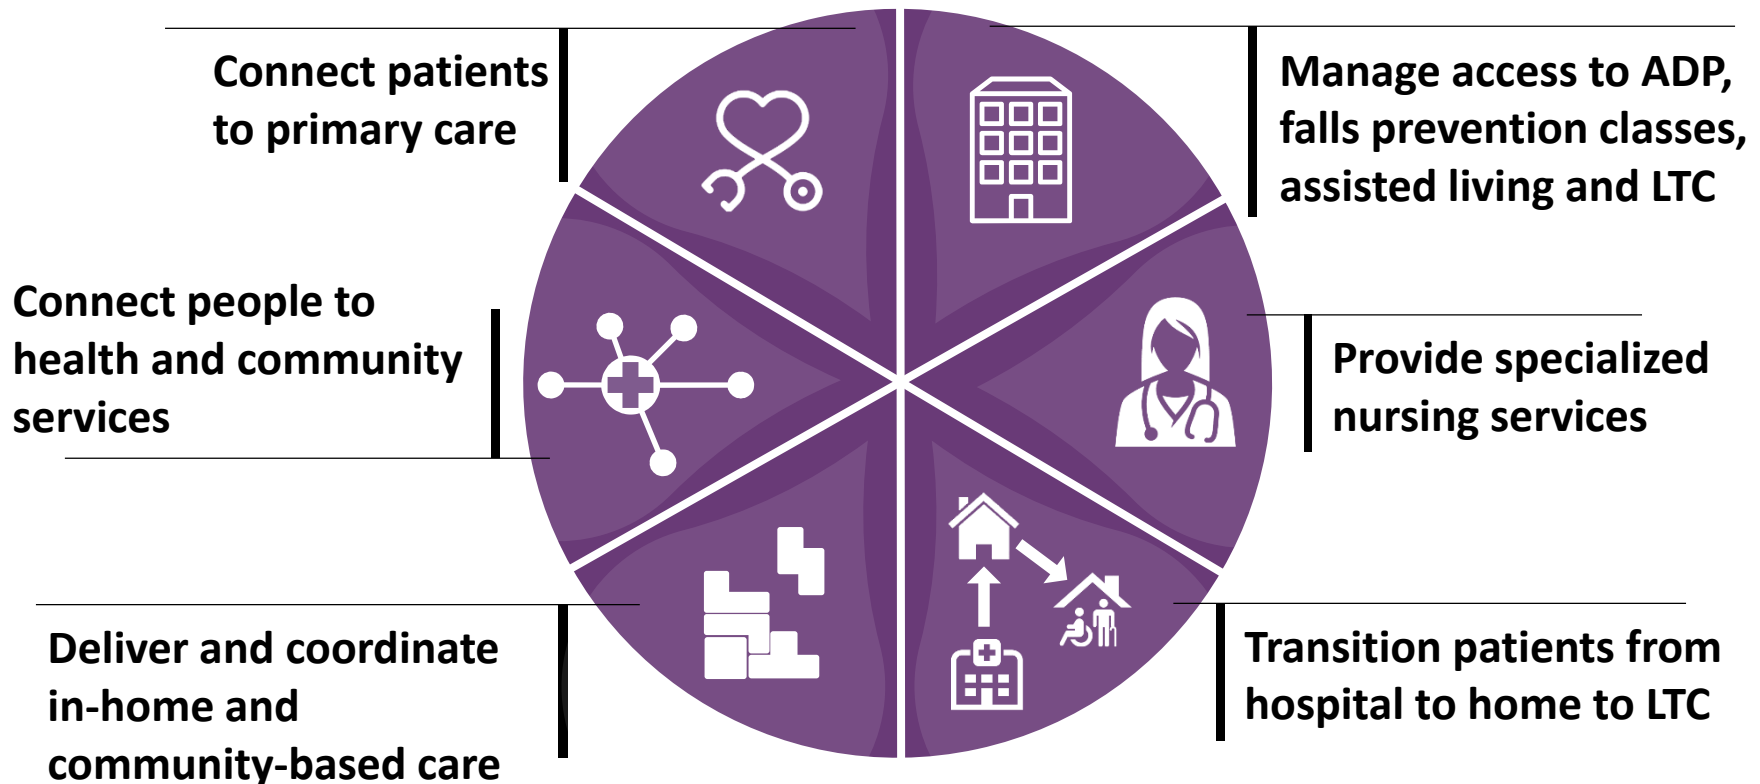 Connect patients
to primary care
Manage access to ADP,
falls prevention classes,
assisted living and LTC
Connect people to
health and community
services
Provide specialized
nursing services
Deliver and coordinate
in-home and
community-based care
Transition patients from
hospital to home to LTC